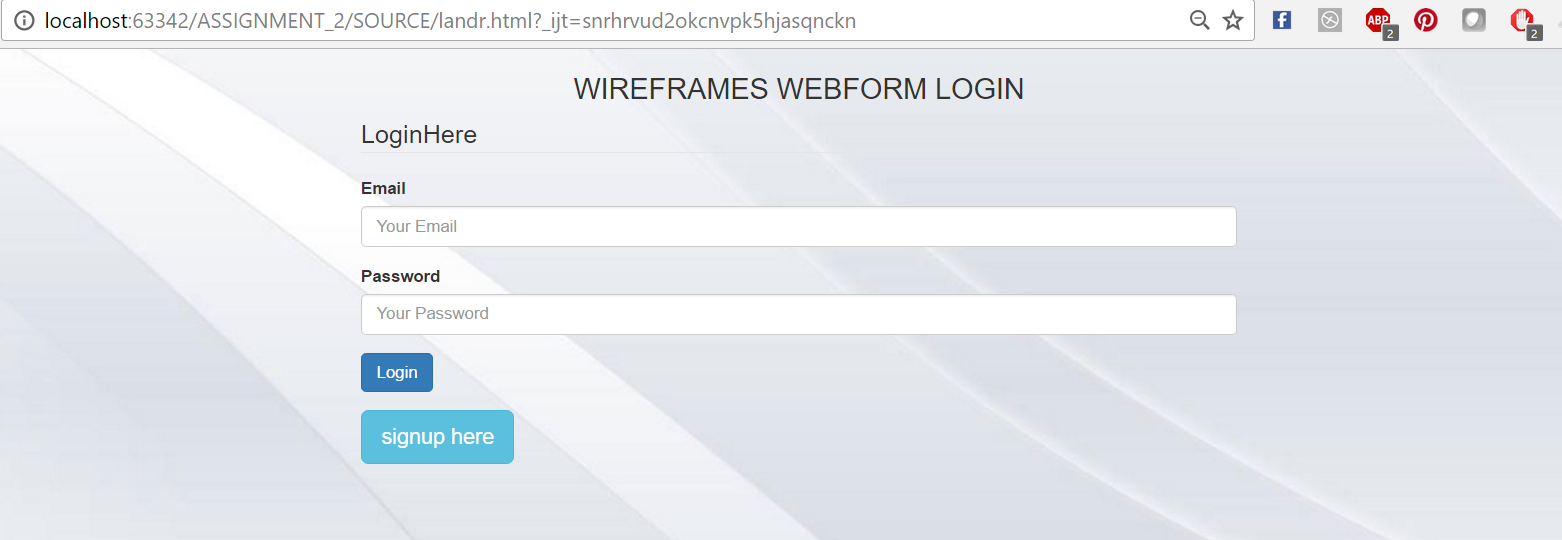 localhost:63342/ASSIGNMENT_2/SOURCE/landr.html?_ijt=snrhrvud2okcnvpk5hjasqnckn
ABP
2
2
WIREFRAMES WEBFORM LOGIN
LoginHere
Email
Your Email
Password
Your Password
Login
signup here